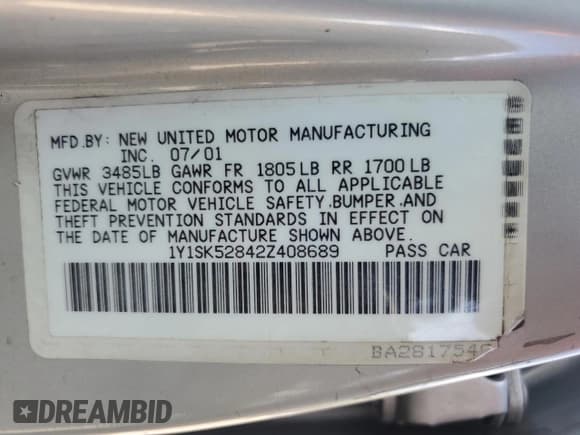 MFD.BY: NEW UNITED MOTOR MANUFACTURING
INC. 07/01
GVWR 3485LB GAWR FR 1805LB RR 1700LB
THIS VEHICLE CONFORMS TO ALL APPLICABLE
FEDERAL MOTOR VEHICLE SAFETY,BUMPER,AND
THEFT PREVENTION STANDARDS IN EFFECT ON
THE DATE OF MANUFACTURE SHOWN ABOVE.
1Y1SK52842Z408689 PASS CAR
BA2817546
DREAMBID